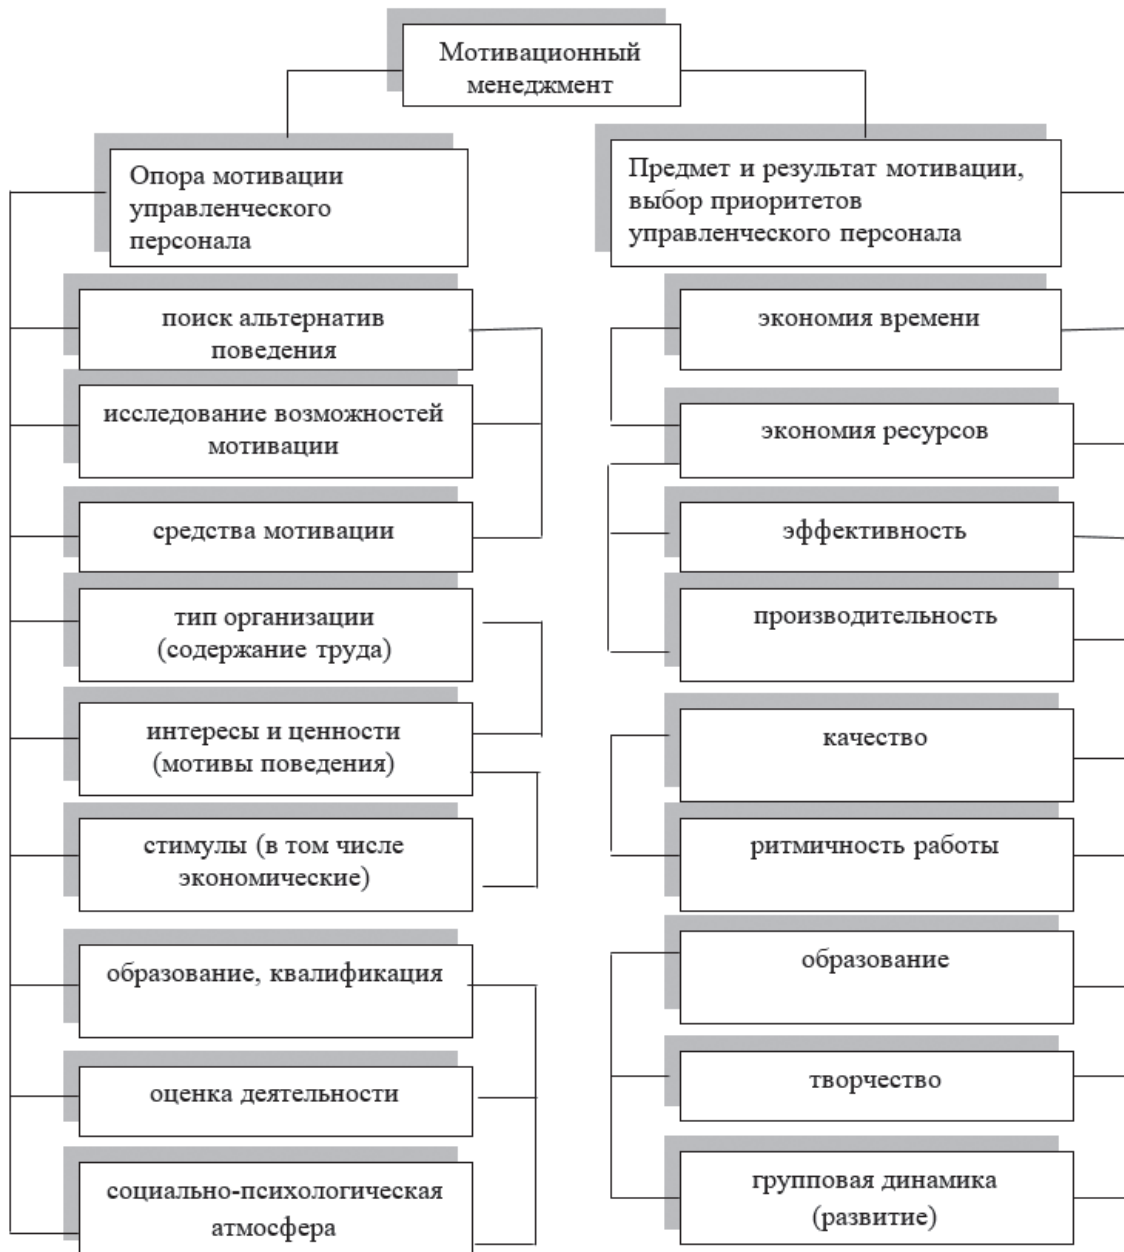 Мотивационный
менеджмент
Опора мотивации
управленческого
персонала
поиск альтернатив
поведения
исследование возможностей
мотивации
средства мотивации
тип организации
(содержание труда)
интересы и ценности
(мотивы поведения)
стимулы (в том числе
экономические)
образование, квалификация
оценка деятельности
социально-психологическая
атмосфера
Предмет и результат мотивации,
выбор приоритетов
управленческого персонала
экономия времени
экономия ресурсов
эффективность
производительность
качество
ритмичность работы
образование
творчество
групповая динамика
(развитие)